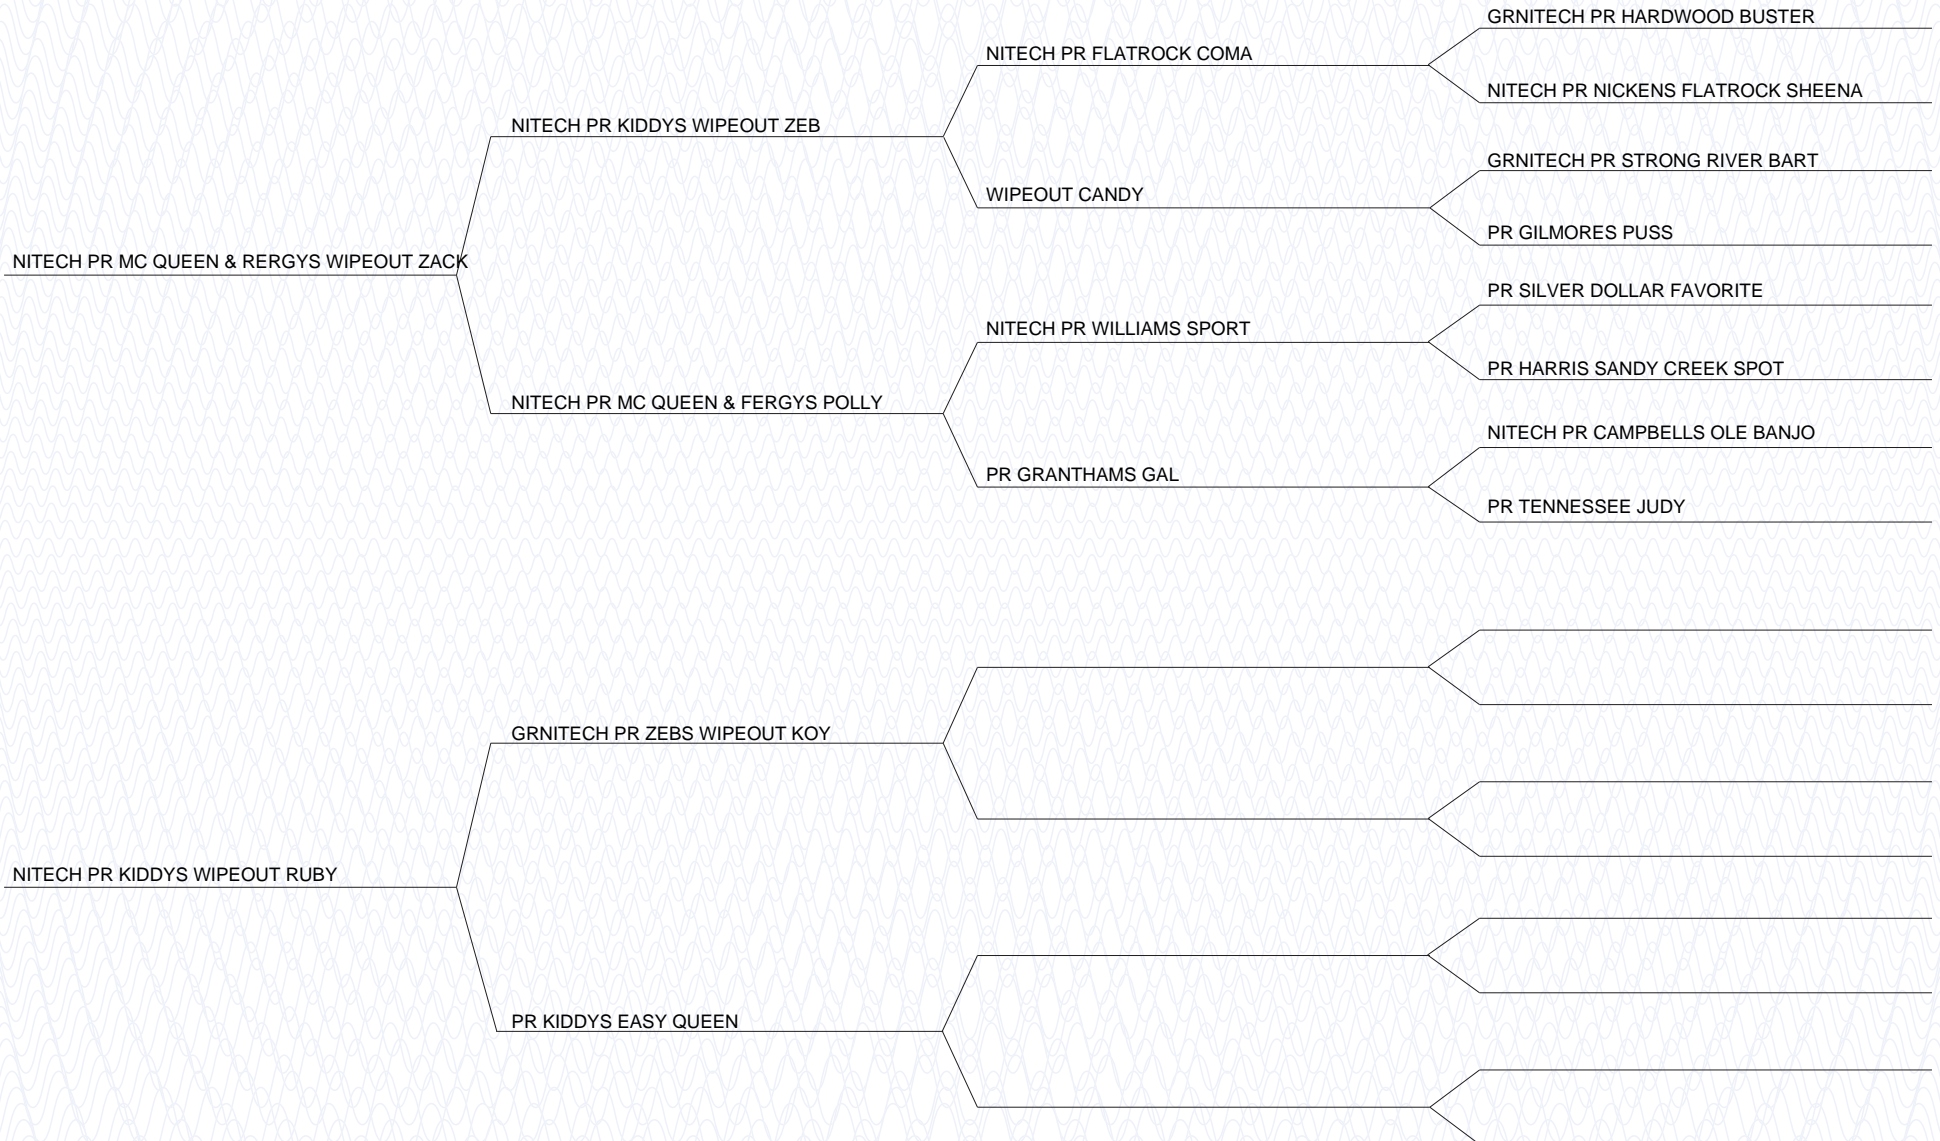 GRNITECH PR HARDWOOD BUSTER
NITECH PR FLATROCK COMA
NITECH PR NICKENS FLATROCK SHEENA
NITECH PR KIDDYS WIPEOUT ZEB
GRNITECH PR STRONG RIVER BART
WIPEOUT CANDY
PR GILMORES PUSS
NITECH PR MC QUEEN & RERGYS WIPEOUT ZACK
PR SILVER DOLLAR FAVORITE
NITECH PR WILLIAMS SPORT
PR HARRIS SANDY CREEK SPOT
NITECH PR MC QUEEN & FERGYS POLLY
NITECH PR CAMPBELLS OLE BANJO
PR GRANTHAMS GAL
PR TENNESSEE JUDY
GRNITECH PR ZEBS WIPEOUT KOY
NITECH PR KIDDYS WIPEOUT RUBY
PR KIDDYS EASY QUEEN